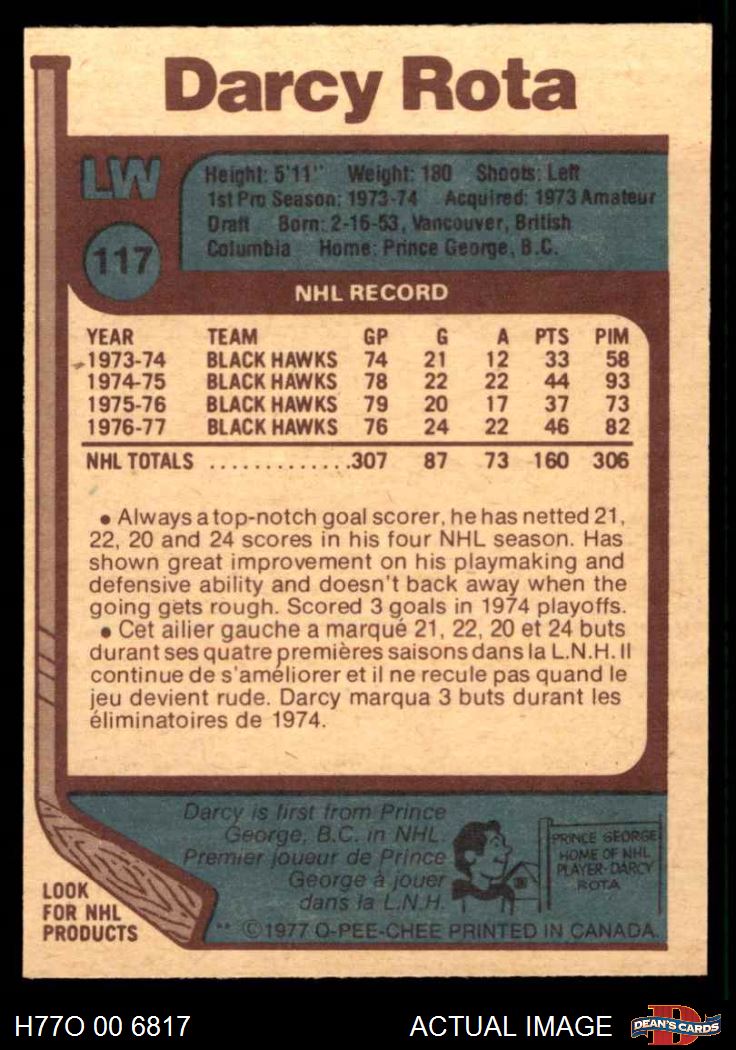 Darcy Rota
LW
117
Height: 5'11" Weight: 180 Shoots: Left
1st Pro Season: 1973-74 Acquired: 1973 Amateur
Draft Born: 2-16-53, Vancouver, British
Columbia Home: Prince George, B.C.
NHL RECORD
YEAR TEAM GP G A PTS PIM
1973-74 BLACK HAWKS 74 21 12 33 58
1974-75 BLACK HAWKS 78 22 22 44 93
1975-76 BLACK HAWKS 79 20 17 37 73
1976-77 BLACK HAWKS 76 24 22 46 82
NHL TOTALS .............307 87 73 160 306
● Always a top-notch goal scorer, he has netted 21,
22, 20 and 24 scores in his four NHL season. Has
shown great improvement on his playmaking and
defensive ability and doesn't back away when the
going gets rough. Scored 3 goals in 1974 playoffs.
● Cet ailier gauche a marqué 21, 22, 20 et 24 buts
durant ses quatre premières saisons dans la L.N.H. Il
continue de s'améliorer et il ne recule pas quand le
jeu devient rude. Darcy marqua 3 buts durant les
éliminatoires de 1974.
Darcy is first from Prince
George, B.C. in NHL.
Premier joueur de Prince
George à jouer
dans la L.N.H.
PRINCE GEORGE
HOME OF NHL
PLAYER-DARCY
ROTA
LOOK
FOR NHL
PRODUCTS
** ©1977 O-PEE-CHEE PRINTED IN CANADA.
H77O 00 6817 ACTUAL IMAGE
DEAN'S CARDS